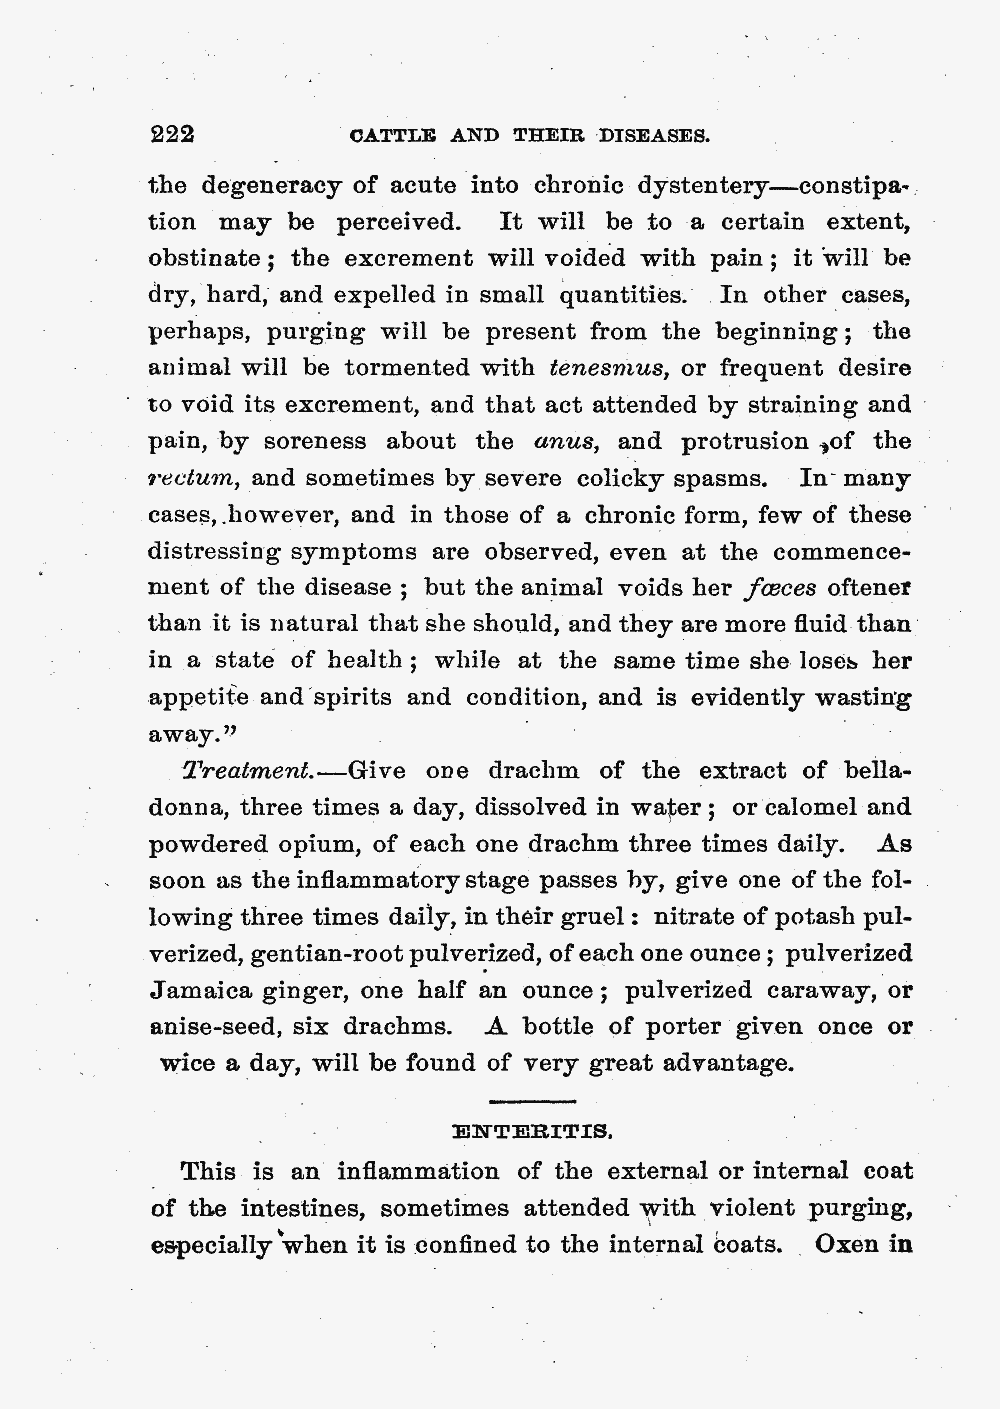 222 CATTLE AND THEIR DISEASES.
the degeneracy of acute into chronic dystentery—constipa-
tion may be perceived. It will be to a certain extent,
obstinate; the excrement will voided with pain; it will be
dry, hard, and expelled in small quantities. In other cases,
perhaps, purging will be present from the beginning; the
animal will be tormented with tenesmus, or frequent desire
to void its excrement, and that act attended by straining and
pain, by soreness about the anus, and protrusion of the
rectum, and sometimes by severe colicky spasms. In many
cases, however, and in those of a chronic form, few of these
distressing symptoms are observed, even at the commence-
ment of the disease; but the animal voids her fœces oftener
than it is natural that she should, and they are more fluid than
in a state of health; while at the same time she loses her
appetite and spirits and condition, and is evidently wasting
away.”
Treatment.—Give one drachm of the extract of bella-
donna, three times a day, dissolved in water; or calomel and
powdered opium, of each one drachm three times daily. As
soon as the inflammatory stage passes by, give one of the fol-
lowing three times daily, in their gruel: nitrate of potash pul-
verized, gentian-root pulverized, of each one ounce; pulverized
Jamaica ginger, one half an ounce; pulverized caraway, or
anise-seed, six drachms. A bottle of porter given once or
wice a day, will be found of very great advantage.
ENTERITIS.
This is an inflammation of the external or internal coat
of the intestines, sometimes attended with violent purging,
especially when it is confined to the internal coats. Oxen in